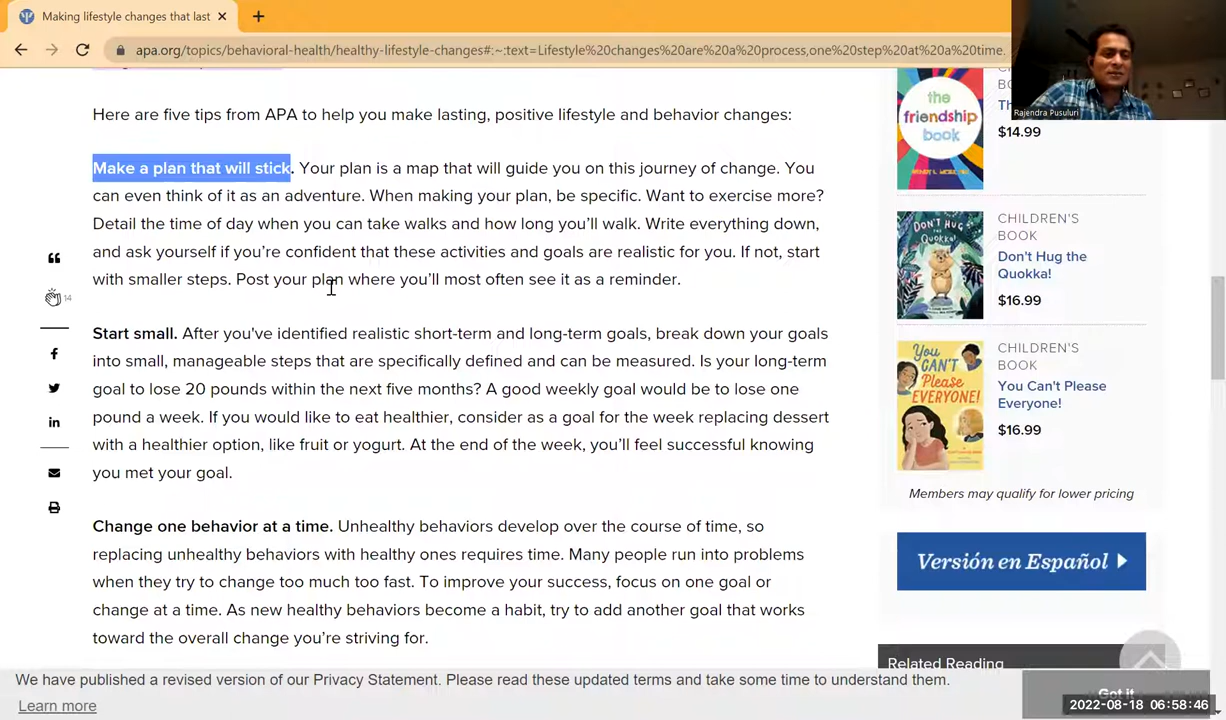 Making lifestyle changes that last
apa.org/topics/behavioral-health/healthy-lifestyle-changes#:~:text=Lifestyle%20changes%20are%20a%20process,one%20step%20at%20a%20time.
Rajendra Pusuluri
Here are five tips from APA to help you make lasting, positive lifestyle and behavior changes:
Make a plan that will stick. Your plan is a map that will guide you on this journey of change. You
can even think of it as an adventure. When making your plan, be specific. Want to exercise more?
Detail the time of day when you can take walks and how long you’ll walk. Write everything down,
and ask yourself if you’re confident that these activities and goals are realistic for you. If not, start
with smaller steps. Post your plan where you’ll most often see it as a reminder.
14
Start small. After you've identified realistic short-term and long-term goals, break down your goals
into small, manageable steps that are specifically defined and can be measured. Is your long-term
goal to lose 20 pounds within the next five months? A good weekly goal would be to lose one
pound a week. If you would like to eat healthier, consider as a goal for the week replacing dessert
with a healthier option, like fruit or yogurt. At the end of the week, you’ll feel successful knowing
you met your goal.
Change one behavior at a time. Unhealthy behaviors develop over the course of time, so
replacing unhealthy behaviors with healthy ones requires time. Many people run into problems
when they try to change too much too fast. To improve your success, focus on one goal or
change at a time. As new healthy behaviors become a habit, try to add another goal that works
toward the overall change you’re striving for.
the
friendship
book
$14.99
DON'T HUG
THE
QUOKKA!
CHILDREN'S
BOOK
Don't Hug the
Quokka!
$16.99
YOU
CAN'T
Please
EVERYONE!
CHILDREN'S
BOOK
You Can't Please
Everyone!
$16.99
Members may qualify for lower pricing
Versión en Español
Related Reading
We have published a revised version of our Privacy Statement. Please read these updated terms and take some time to understand them.
Learn more
Got it
2022-08-18 06:58:46